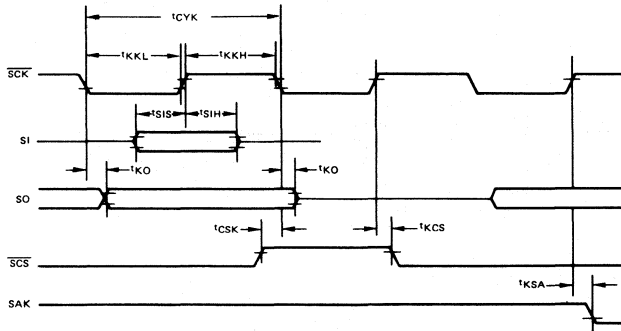 tCYK
tKKL
tKKH
SCK
tSIS
tSIH
SI
tKO
tKO
SO
tCSK
tKCS
SCS
tKSA
SAK